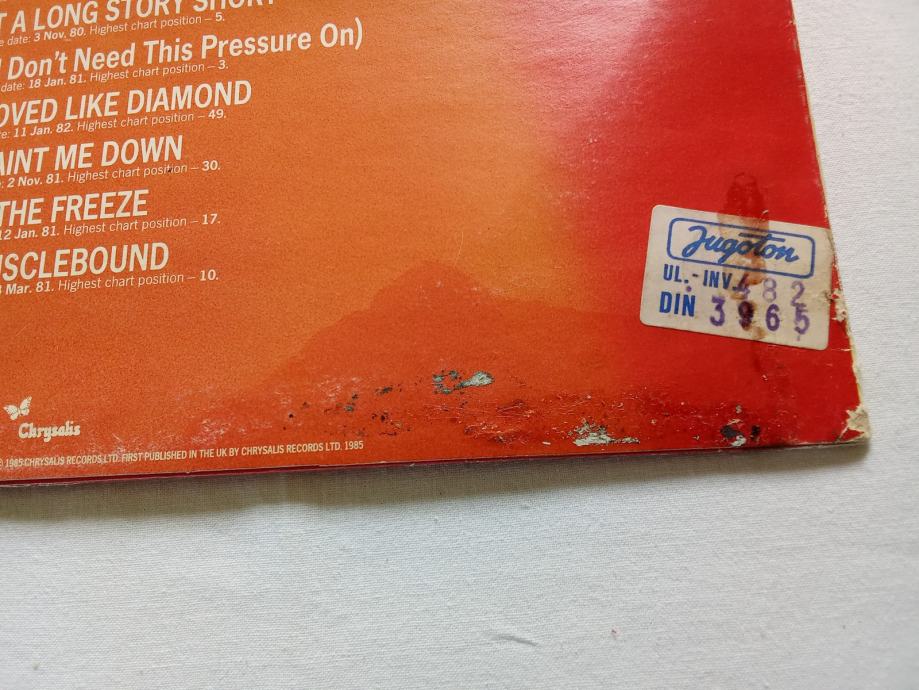 T A LONG STORY SHORT
e date: 3 Nov. 80. Highest chart position – 5.
Don't Need This Pressure On)
date: 18 Jan. 81. Highest chart position – 3.
OVED LIKE DIAMOND
te: 11 Jan. 82. Highest chart position – 49.
AINT ME DOWN
: 2 Nov. 81. Highest chart position – 30.
THE FREEZE
12 Jan. 81. Highest chart position – 17.
USCLEBOUND
Mar. 81. Highest chart position – 10.
Jugoton
UL.-INV. 482
DIN 3965
Chrysalis
1985 CHRYSALIS RECORDS LTD. FIRST PUBLISHED IN THE UK BY CHRYSALIS RECORDS LTD. 1985